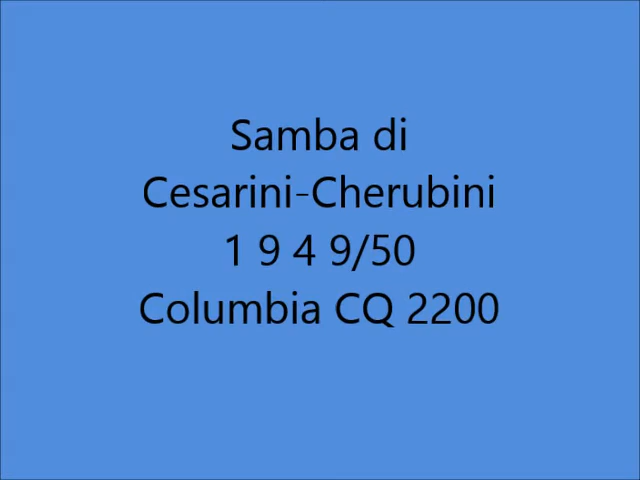 Samba di
Cesarini-Cherubini
1 9 4 9/50
Columbia CQ 2200